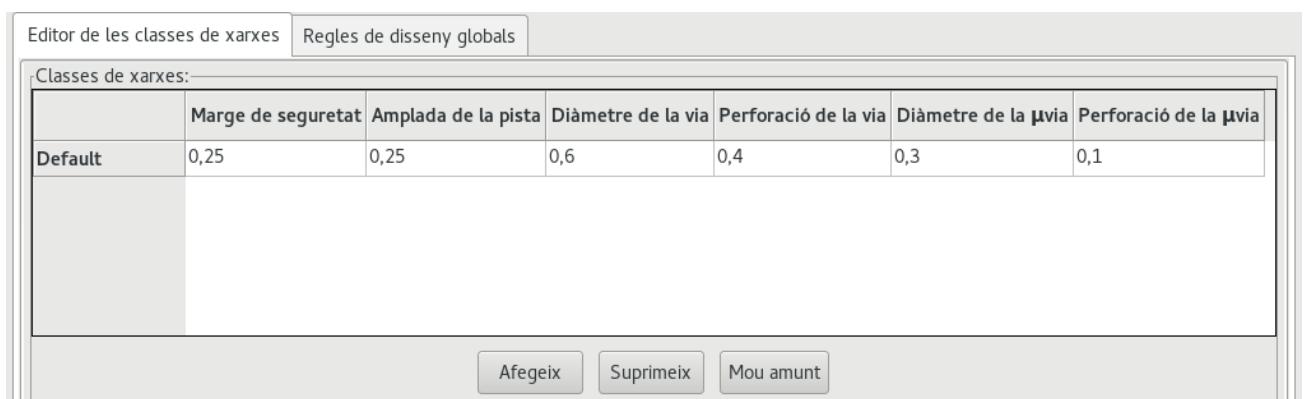 Editor de les classes de xarxes Regles de disseny globals
Classes de xarxes:
Marge de seguretat Amplada de la pista Diàmetre de la via Perforació de la via Diàmetre de la µvia Perforació de la µvia
Default 0,25 0,25 0,6 0,4 0,3 0,1
Afegeix Suprimeix Mou amunt